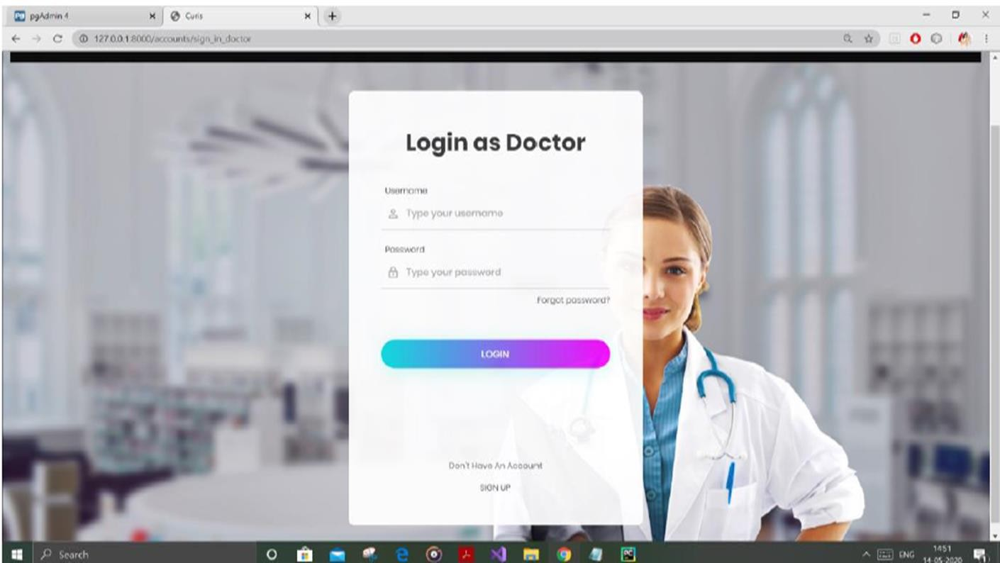 pgAdmin 4
Curis
127.0.0.1:8000/accounts/sign_in_doctor
Login as Doctor
Username
Type your username
Password
Type your password
Forgot password?
LOGIN
Don't Have An Account
SIGN UP
Search
ENG
14:51
14-05-2020